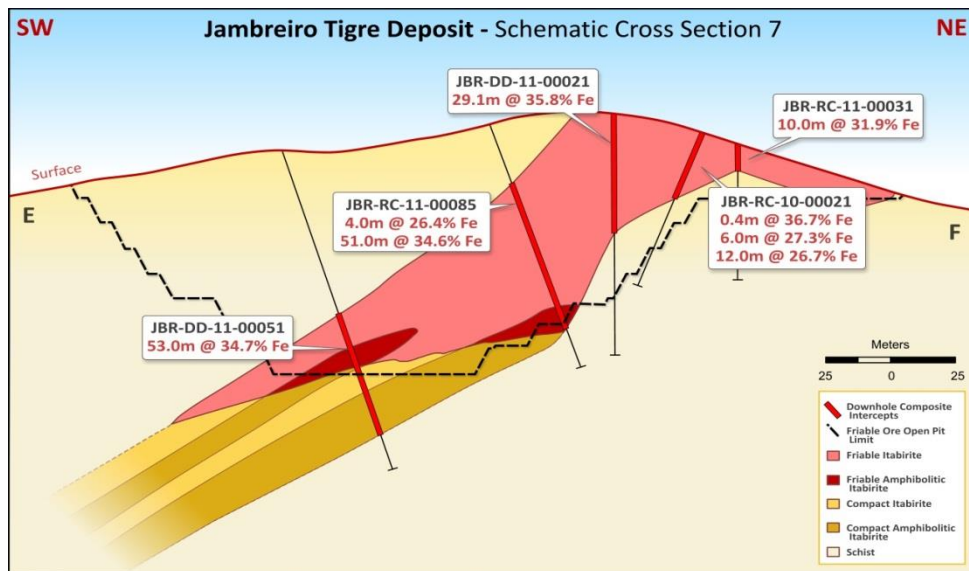 SW
Jambreiro Tigre Deposit - Schematic Cross Section 7
NE
JBR-DD-11-00021
29.1m @ 35.8% Fe
JBR-RC-11-00031
10.0m @ 31.9% Fe
Surface
E
JBR-RC-11-00085
4.0m @ 26.4% Fe
51.0m @ 34.6% Fe
JBR-RC-10-00021
0.4m @ 36.7% Fe
6.0m @ 27.3% Fe
12.0m @ 26.7% Fe
F
JBR-DD-11-00051
53.0m @ 34.7% Fe
Meters
25 0 25
Downhole Composite
Intercepts
Friable Ore Open Pit
Limit
Friable Itabirite
Friable Amphibolitic
Itabirite
Compact Itabirite
Compact Amphibolitic
Itabirite
Schist